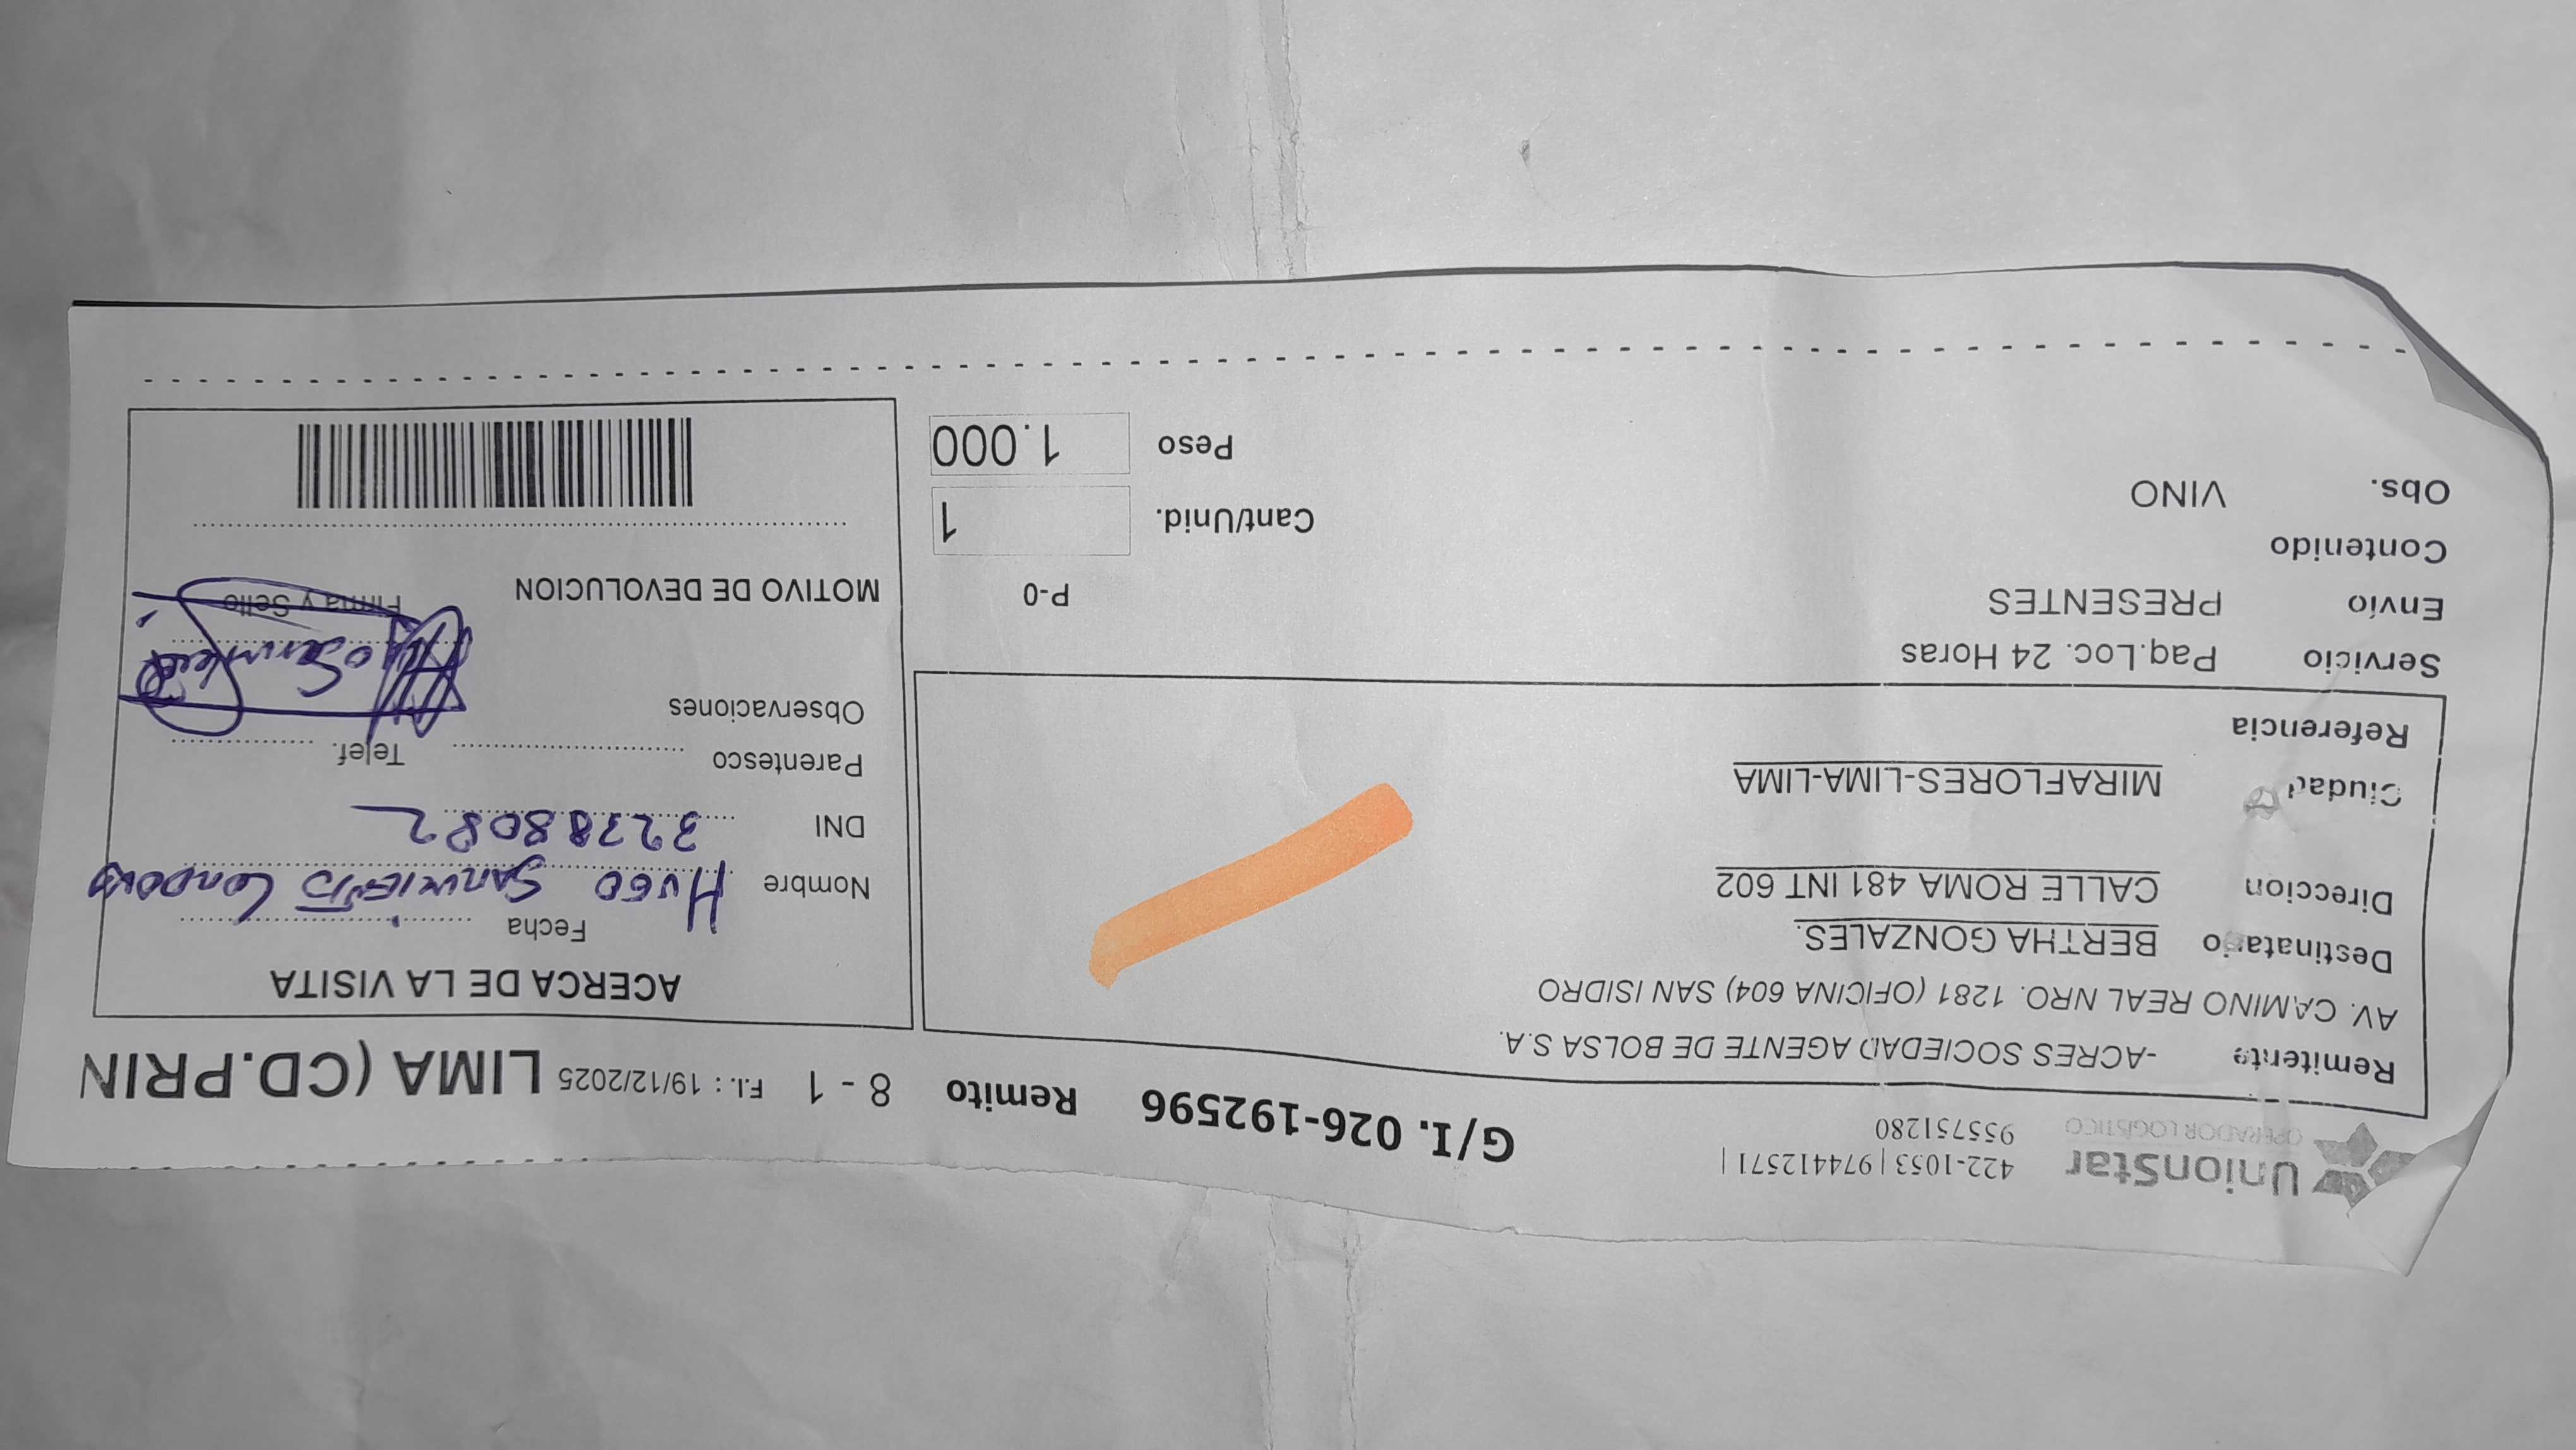 UnionStar
OPERADOR LOGISTICO
422-1053 | 974412571 |
955751280
G/I. 026-192596 Remito 8 - 1 F.I. : 19/12/2025 LIMA (CD.PRIN
Remitente -ACRES SOCIEDAD AGENTE DE BOLSA S.A.
AV. CAMINO REAL NRO. 1281 (OFICINA 604) SAN ISIDRO
Destinatario BERTHA GONZALES.
Direccion CALLE ROMA 481 INT 602
Ciudad MIRAFLORES-LIMA-LIMA
Referencia
Servicio Paq.Loc. 24 Horas
Envío PRESENTES
Contenido
Obs. VINO
P-0
Cant/Unid. 1
Peso 1.000
ACERCA DE LA VISITA
Fecha
Nombre HUGO SARMIENTO
DNI 32788082
Parentesco Telef.
Observaciones
Firma y Sello
MOTIVO DE DEVOLUCION